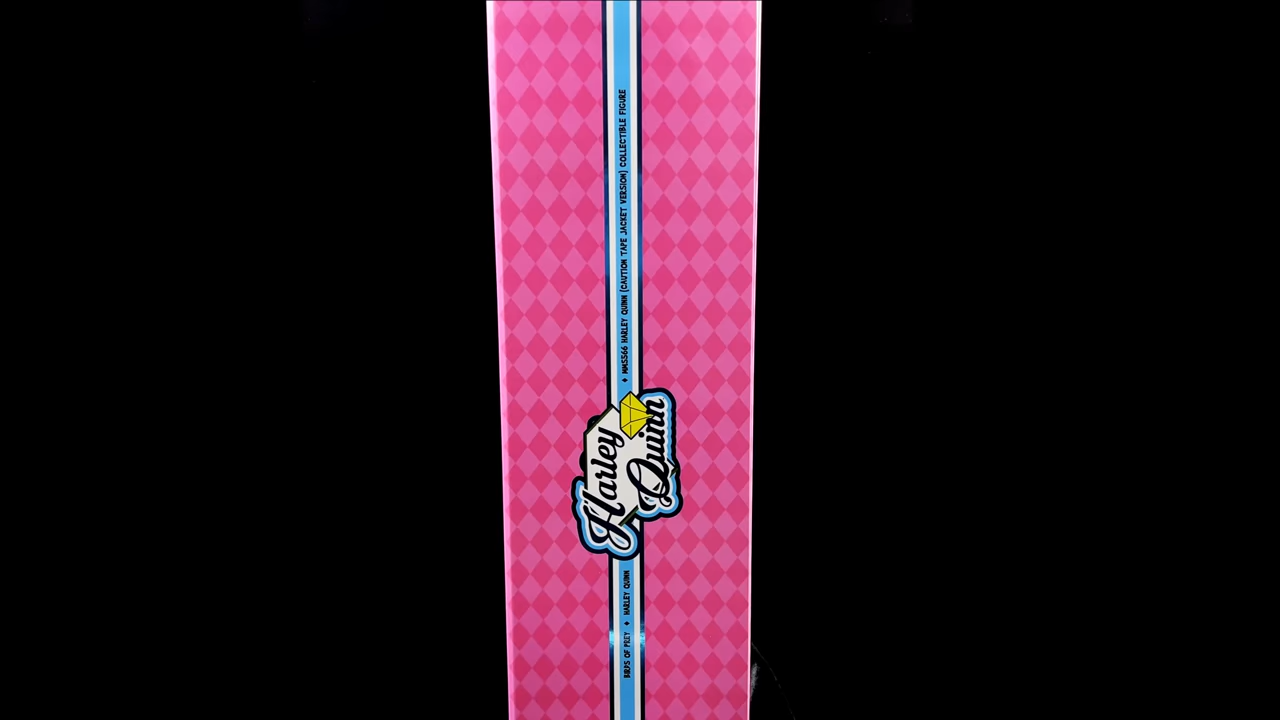 BIRDS OF PREY ♦ HARLEY QUINN
Harley
Quinn
♦ MMS566 HARLEY QUINN (CAUTION TAPE JACKET VERSION) COLLECTIBLE FIGURE